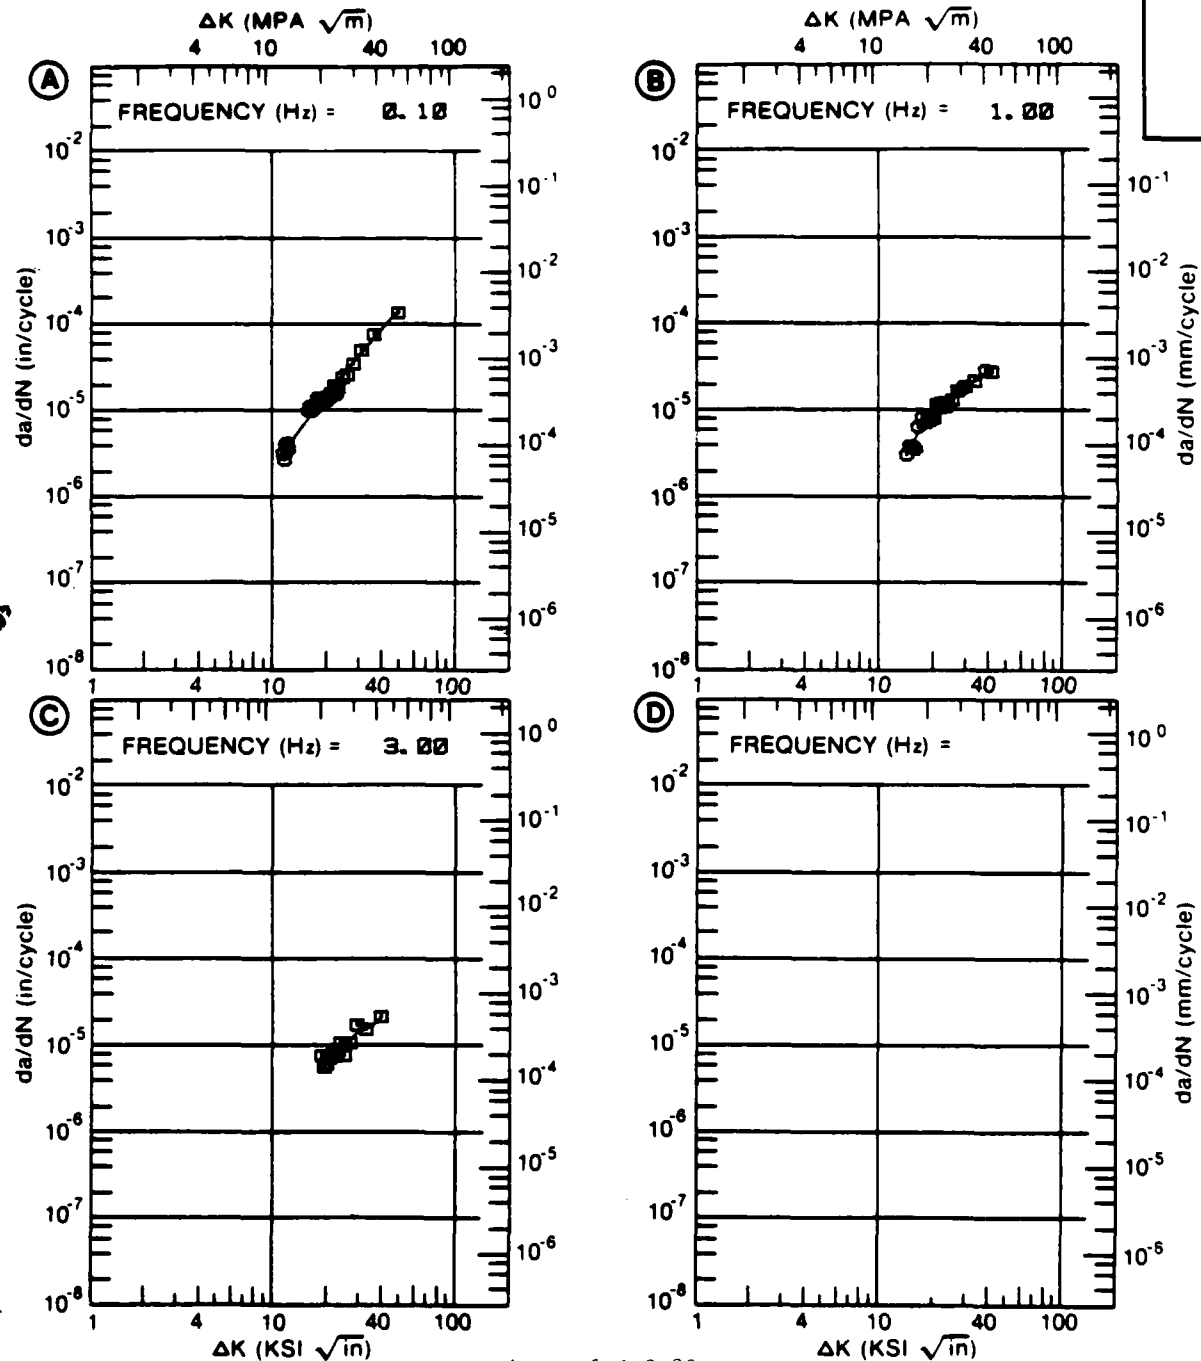 ΔK (MPA √m) ΔK (MPA √m)
4 10 40 100 4 10 40 100
A B
FREQUENCY (Hz) = 0.10 10⁰ FREQUENCY (Hz) = 1.00
10⁻² 10⁻¹ 10⁻² 10⁻¹
10⁻³ 10⁻² 10⁻³ 10⁻²
10⁻⁴ 10⁻³ 10⁻⁴ 10⁻³
10⁻⁵ 10⁻⁴ 10⁻⁵ 10⁻⁴
10⁻⁶ 10⁻⁵ 10⁻⁶ 10⁻⁵
10⁻⁷ 10⁻⁶ 10⁻⁷ 10⁻⁶
10⁻⁸ 10⁻⁸
da/dN (in/cycle) da/dN (mm/cycle)
1 4 10 40 100 1 4 10 40 100
C D
FREQUENCY (Hz) = 3.00 10⁰ FREQUENCY (Hz) = 10⁰
10⁻² 10⁻¹ 10⁻² 10⁻¹
10⁻³ 10⁻² 10⁻³ 10⁻²
10⁻⁴ 10⁻³ 10⁻⁴ 10⁻³
10⁻⁵ 10⁻⁴ 10⁻⁵ 10⁻⁴
10⁻⁶ 10⁻⁵ 10⁻⁶ 10⁻⁵
10⁻⁷ 10⁻⁶ 10⁻⁷ 10⁻⁶
10⁻⁸ 10⁻⁸
da/dN (in/cycle) da/dN (mm/cycle)
1 4 10 40 100 1 4 10 40 100
ΔK (KSI √in) ΔK (KSI √in)